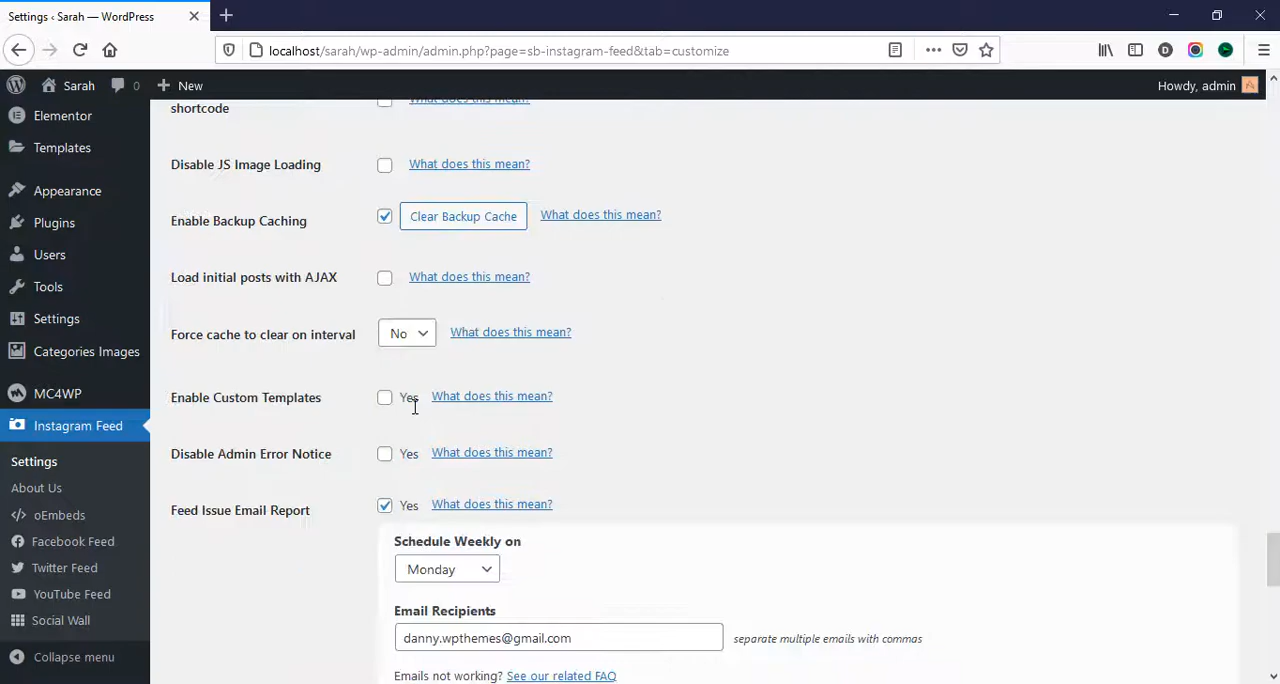 Settings ‹ Sarah — WordPress
localhost/sarah/wp-admin/admin.php?page=sb-instagram-feed&tab=customize
Sarah
0
New
Howdy, admin
Elementor
Templates
Appearance
Plugins
Users
Tools
Settings
Categories Images
MC4WP
Instagram Feed
Settings
About Us
oEmbeds
Facebook Feed
Twitter Feed
YouTube Feed
Social Wall
Collapse menu
shortcode What does this mean?
Disable JS Image Loading What does this mean?
Enable Backup Caching Clear Backup Cache What does this mean?
Load initial posts with AJAX What does this mean?
Force cache to clear on interval No What does this mean?
Enable Custom Templates Yes What does this mean?
Disable Admin Error Notice Yes What does this mean?
Feed Issue Email Report Yes What does this mean?
Schedule Weekly on
Monday
Email Recipients
danny.wpthemes@gmail.com separate multiple emails with commas
Emails not working? See our related FAQ